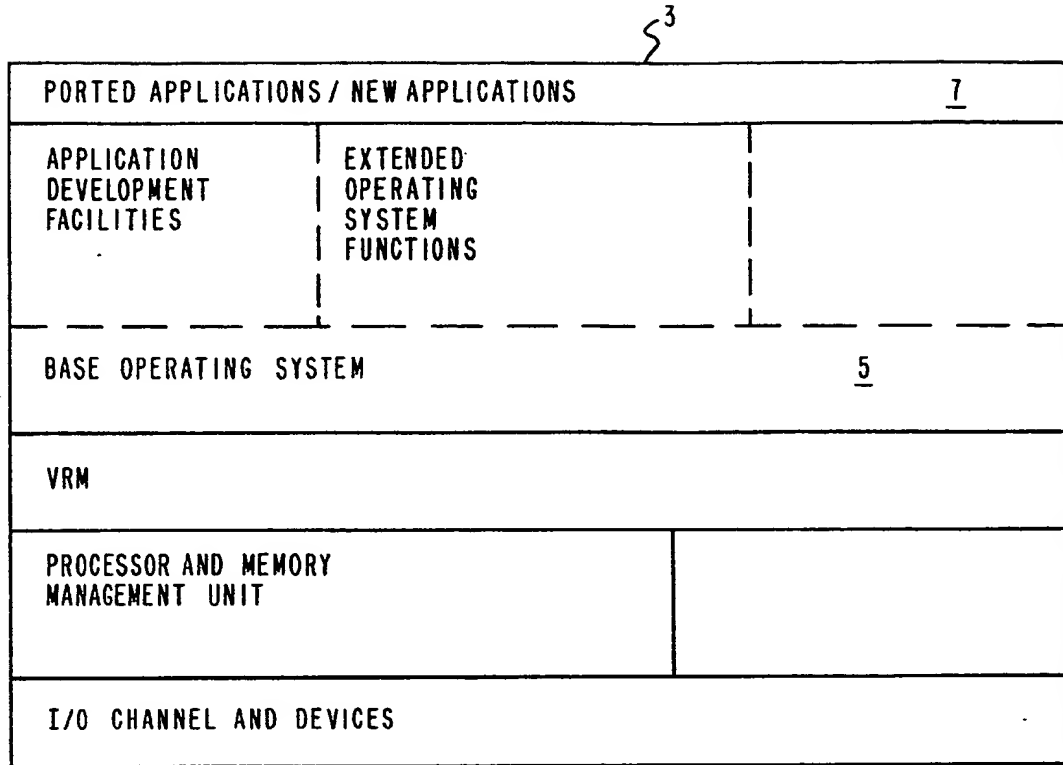 3
PORTED APPLICATIONS / NEW APPLICATIONS 7
APPLICATION
DEVELOPMENT
FACILITIES
EXTENDED
OPERATING
SYSTEM
FUNCTIONS
BASE OPERATING SYSTEM 5
VRM
PROCESSOR AND MEMORY
MANAGEMENT UNIT
I/O CHANNEL AND DEVICES